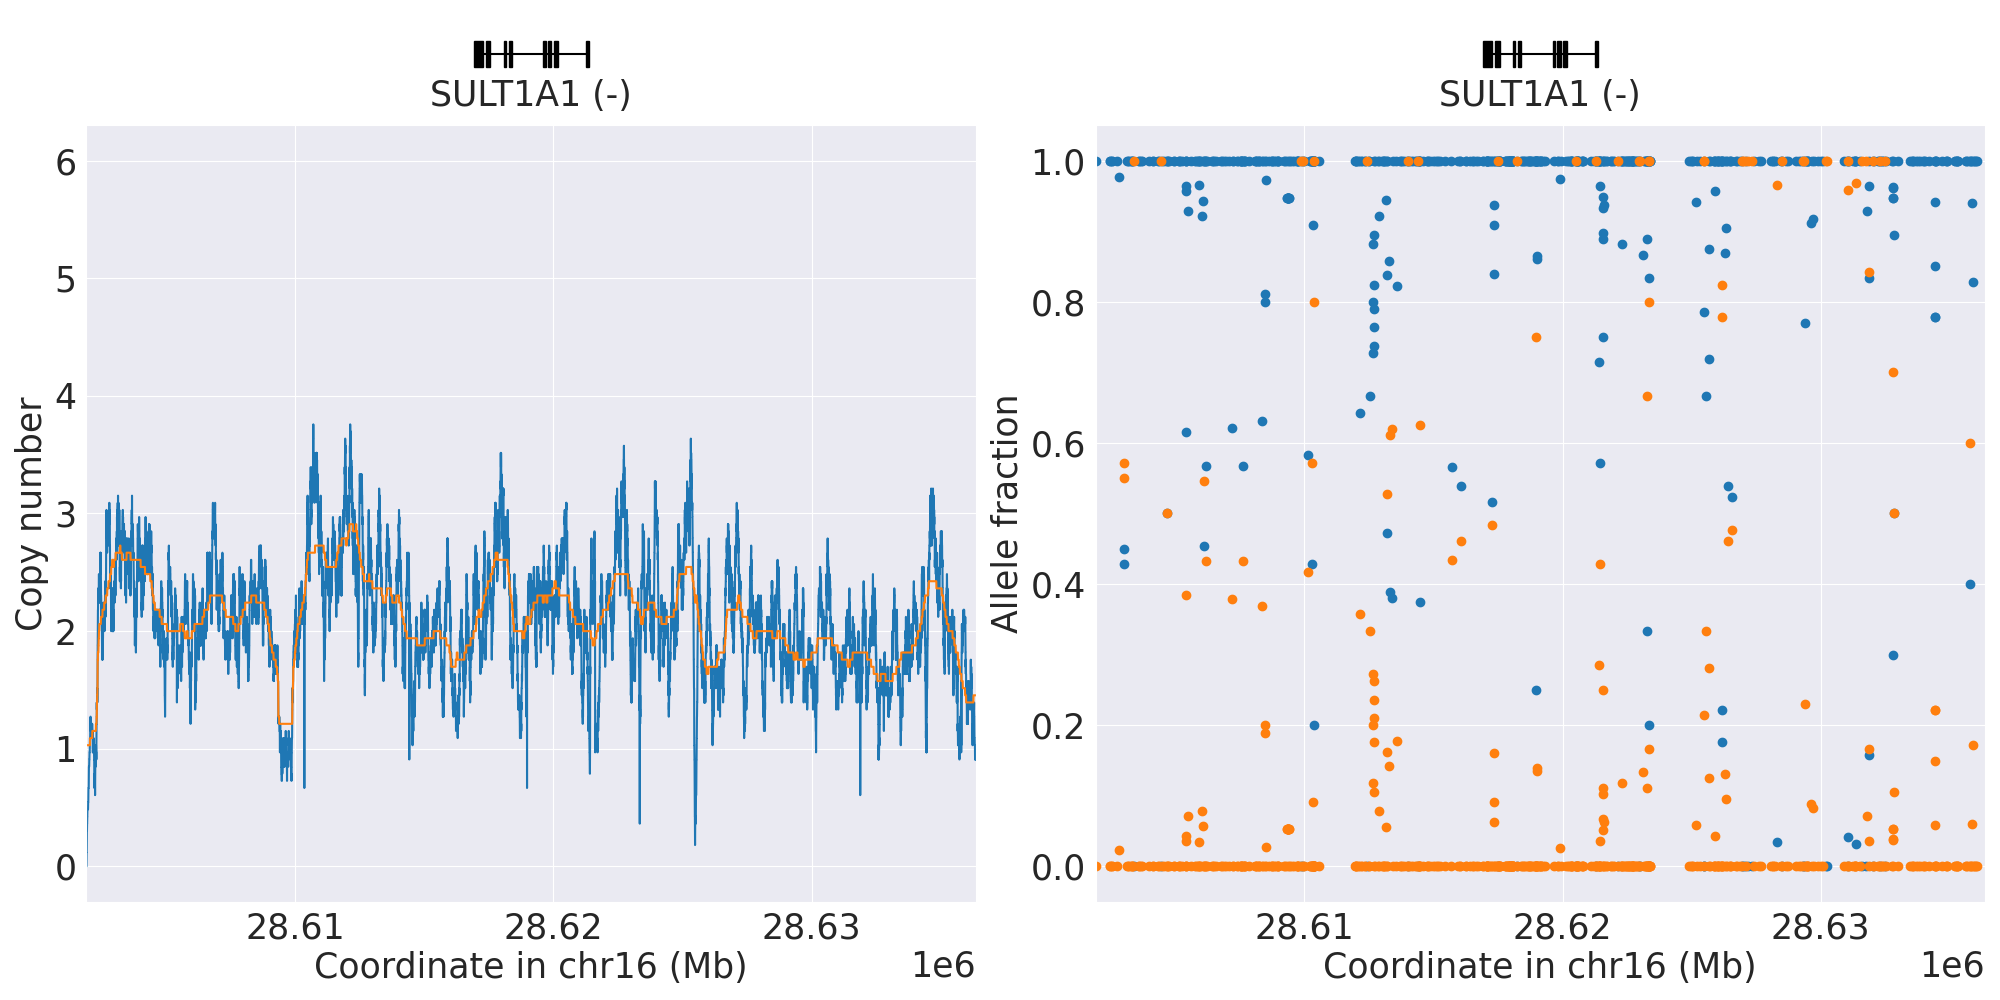 SULT1A1 (-)
6
5
4
3
2
1
0
Copy number
28.61
28.62
28.63
Coordinate in chr16 (Mb)
1e6
SULT1A1 (-)
1.0
0.8
0.6
0.4
0.2
0.0
Allele fraction
28.61
28.62
28.63
Coordinate in chr16 (Mb)
1e6